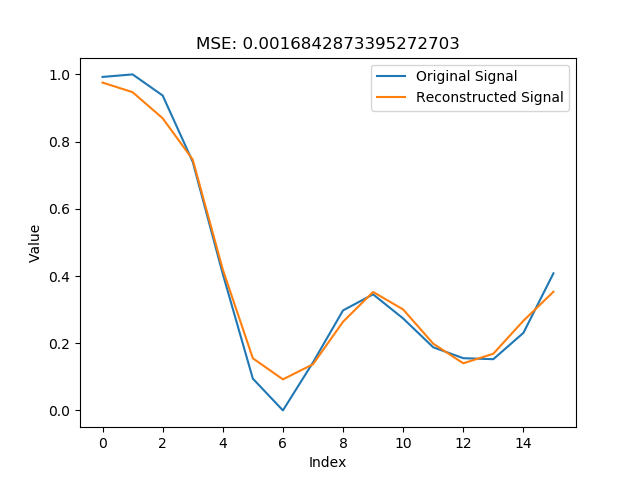 MSE: 0.0016842873395272703
Original Signal
Reconstructed Signal
1.0
0.8
0.6
0.4
0.2
0.0
Value
0 2 4 6 8 10 12 14
Index